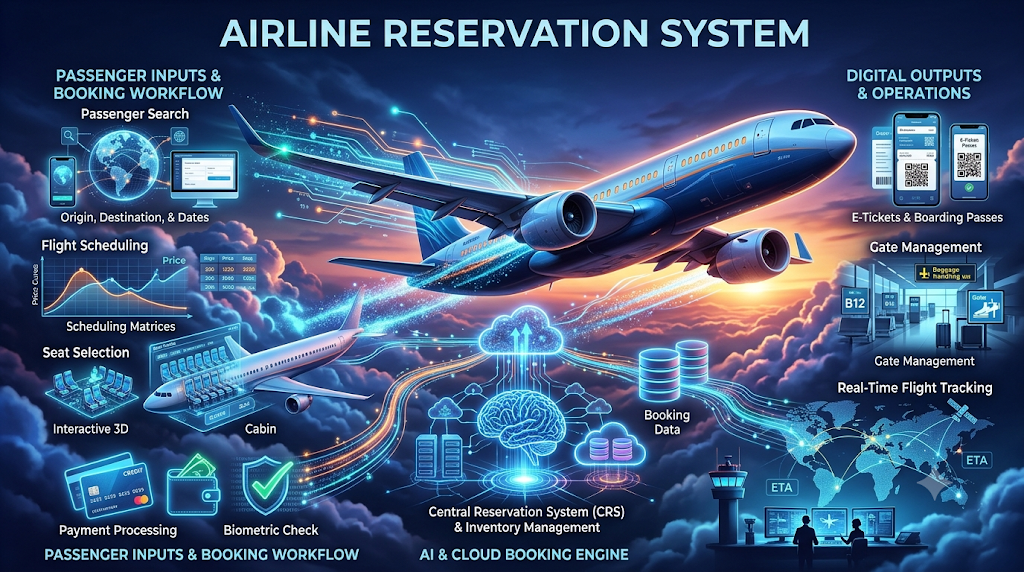 AIRLINE RESERVATION SYSTEM
PASSENGER INPUTS &
BOOKING WORKFLOW
Passenger Search
Origin, Destination, & Dates
Flight Scheduling
Price
Scheduling Matrices
Seat Selection
Interactive 3D
Cabin
CREDIT
Payment Processing
Biometric Check
PASSENGER INPUTS & BOOKING WORKFLOW
Booking
Data
Central Reservation System (CRS)
& Inventory Management
AI & CLOUD BOOKING ENGINE
DIGITAL OUTPUTS
& OPERATIONS
E-Tickets & Boarding Passes
Gate Management
Baggage
B12
Gate
Gate Management
Real-Time Flight Tracking
ETA
ETA